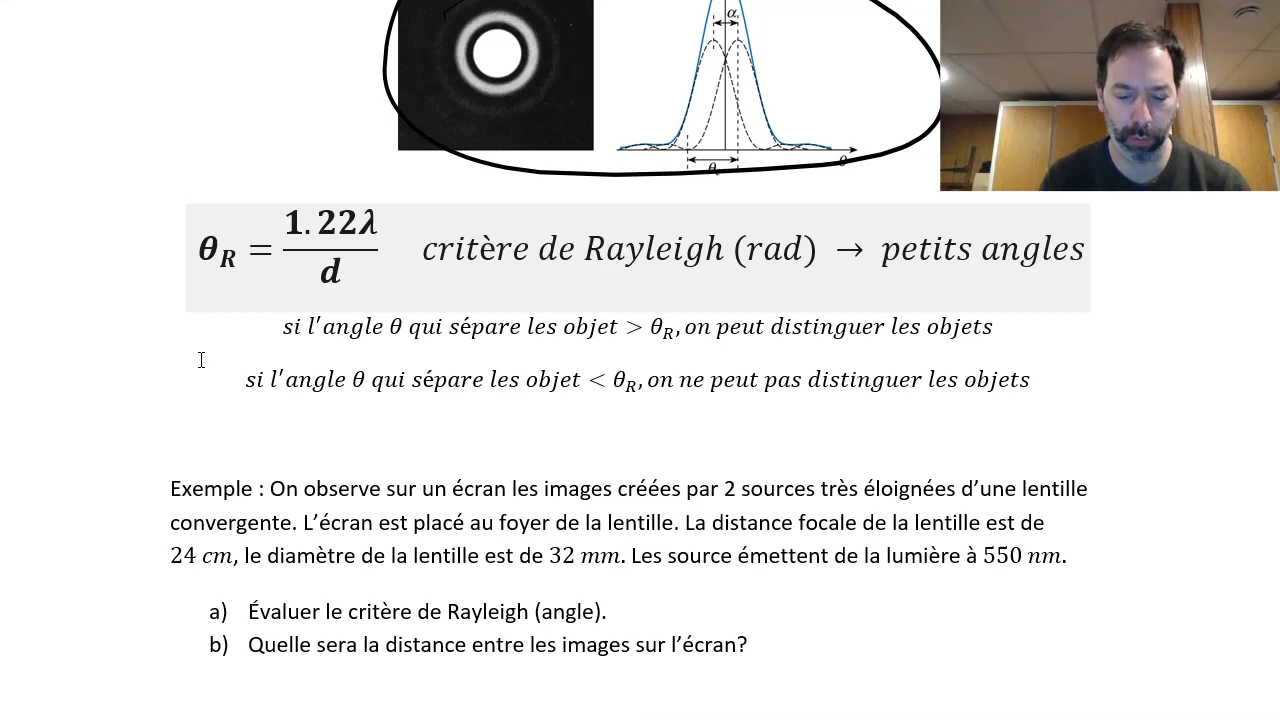 α
θ
θ
θ_R = 1.22λ / d    critère de Rayleigh (rad) → petits angles
si l'angle θ qui sépare les objet > θ_R, on peut distinguer les objets
si l'angle θ qui sépare les objet < θ_R, on ne peut pas distinguer les objets
Exemple : On observe sur un écran les images créées par 2 sources très éloignées d'une lentille
convergente. L'écran est placé au foyer de la lentille. La distance focale de la lentille est de
24 cm, le diamètre de la lentille est de 32 mm. Les source émettent de la lumière à 550 nm.
a) Évaluer le critère de Rayleigh (angle).
b) Quelle sera la distance entre les images sur l'écran?